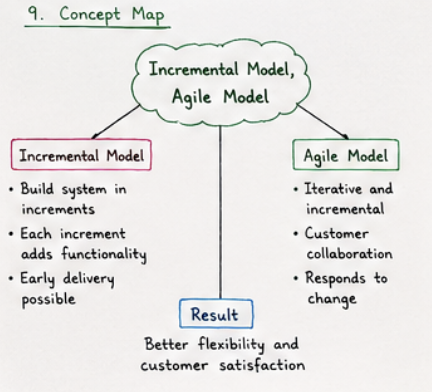 9. Concept Map
Incremental Model,
Agile Model
Incremental Model
• Build system in
increments
• Each increment
adds functionality
• Early delivery
possible
Agile Model
• Iterative and
incremental
• Customer
collaboration
• Responds to
change
Result
Better flexibility and
customer satisfaction